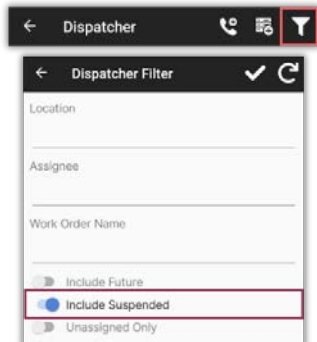 Dispatcher
Dispatcher Filter
Location
Assignee
Work Order Name
Include Future
Include Suspended
Unassigned Only